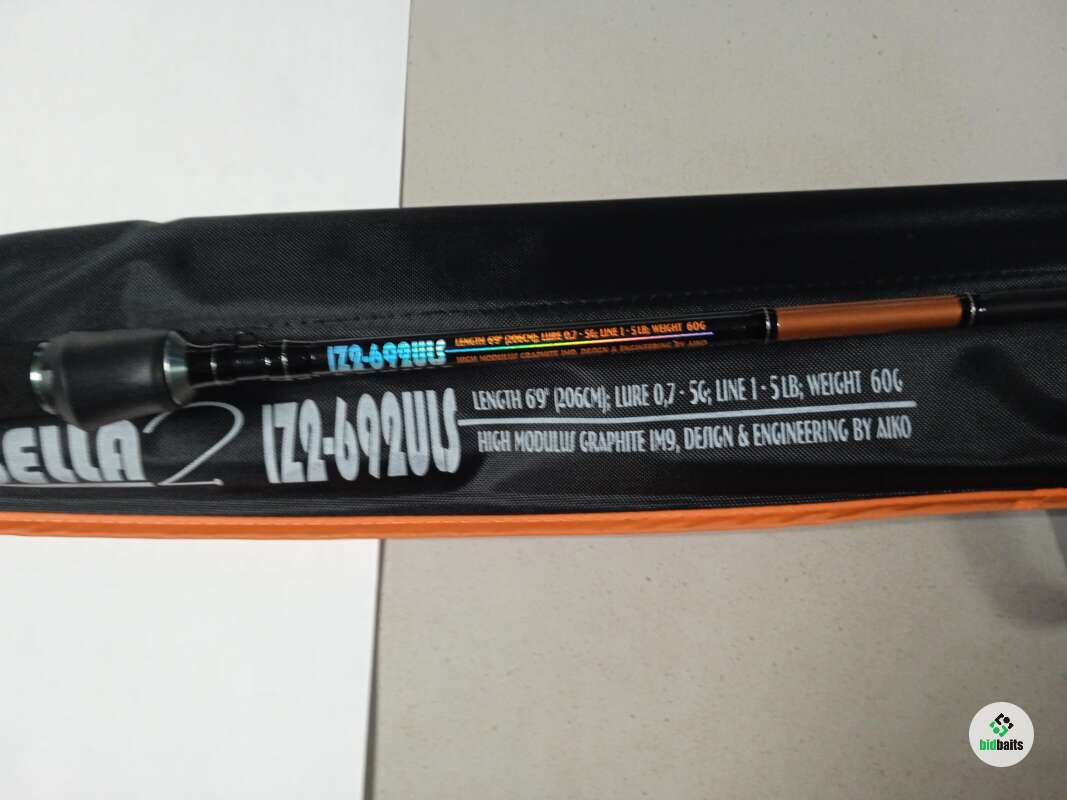 IZ2-692ULS LENGTH 6'9" (206CM); LURE 0,7 - 5G; LINE 1 - 5 LB; WEIGHT 60G
HIGH MODULUS GRAPHITE IM9, DESIGN & ENGINEERING BY AIKO
ELLA 2 IZ2-692ULS LENGTH 6'9" (206CM); LURE 0,7 - 5G; LINE 1 - 5 LB; WEIGHT 60G
HIGH MODULUS GRAPHITE IM9, DESIGN & ENGINEERING BY AIKO
bidbaits